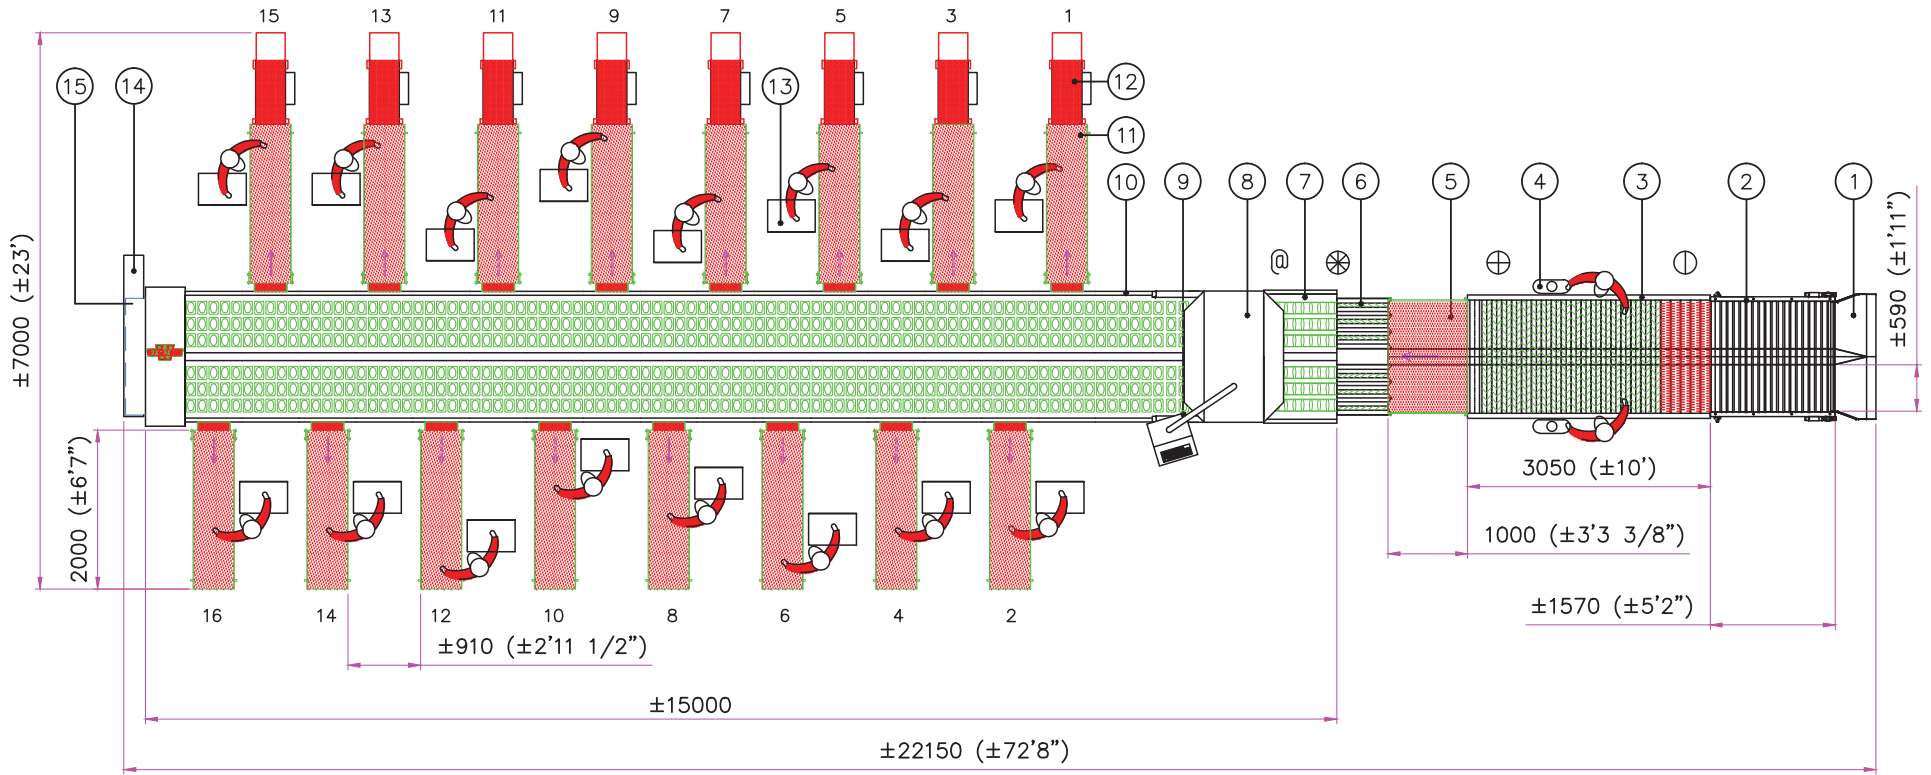 15 13 11 9 7 5 3 1
15 14 13 12
11
10 9 8 7 6 5 4 3 2 1
@
±7000 (±23')
±590 (±1'11")
2000 (±6'7")
3050 (±10')
1000 (±3'3 3/8")
±1570 (±5'2")
16 14 12 10 8 6 4 2
±910 (±2'11 1/2")
±15000
±22150 (±72'8")